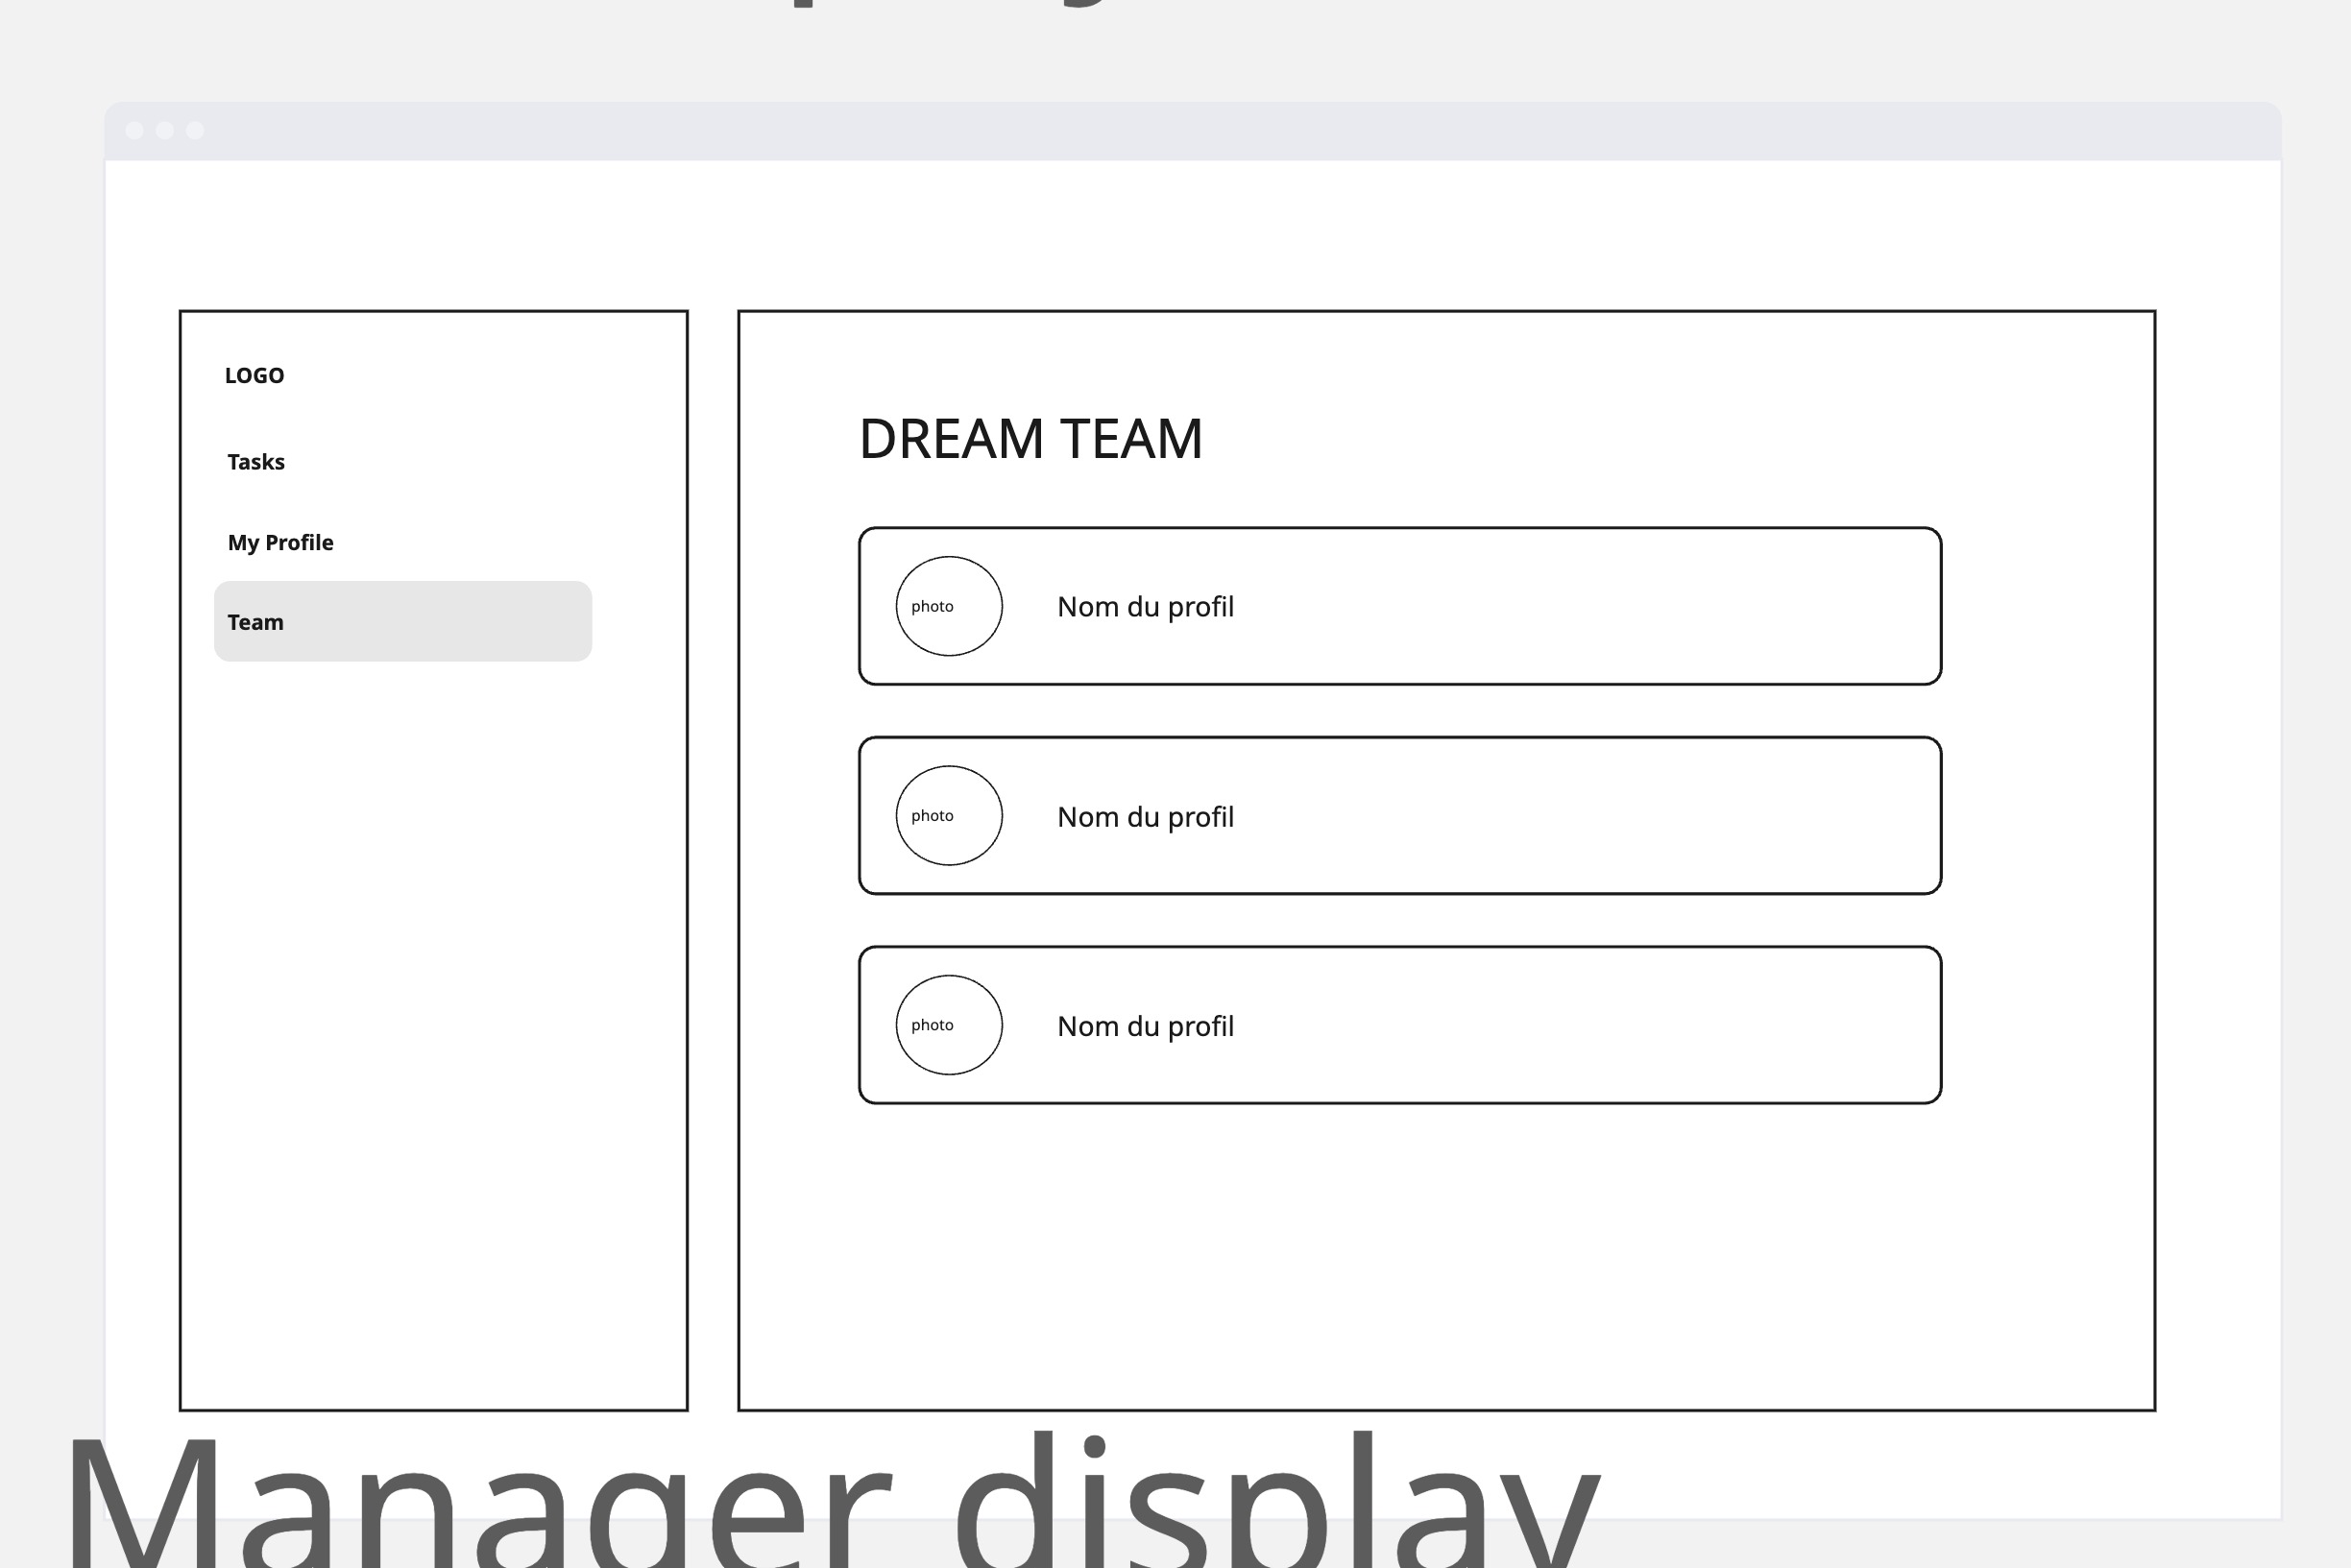 LOGO
Tasks
My Profile
Team
DREAM TEAM
photo
Nom du profil
photo
Nom du profil
photo
Nom du profil
Manager display